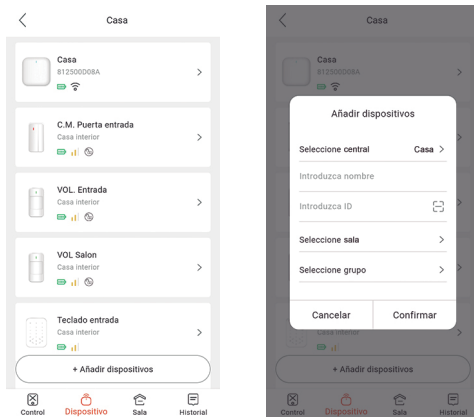 Casa
Casa
812500008A
C.M. Puerta entrada
Casa interior
VOL. Entrada
Casa interior
VOL Salon
Casa interior
Teclado entrada
Casa interior
+ Añadir dispositivos
Control
Dispositivo
Sala
Historial
Casa
Casa
812500008A
Añadir dispositivos
Seleccione central
Casa
Introduzca nombre
Introduzca ID
Seleccione sala
Seleccione grupo
Cancelar
Confirmar
Casa interior
+ Añadir dispositivos
Control
Dispositivo
Sala
Historial